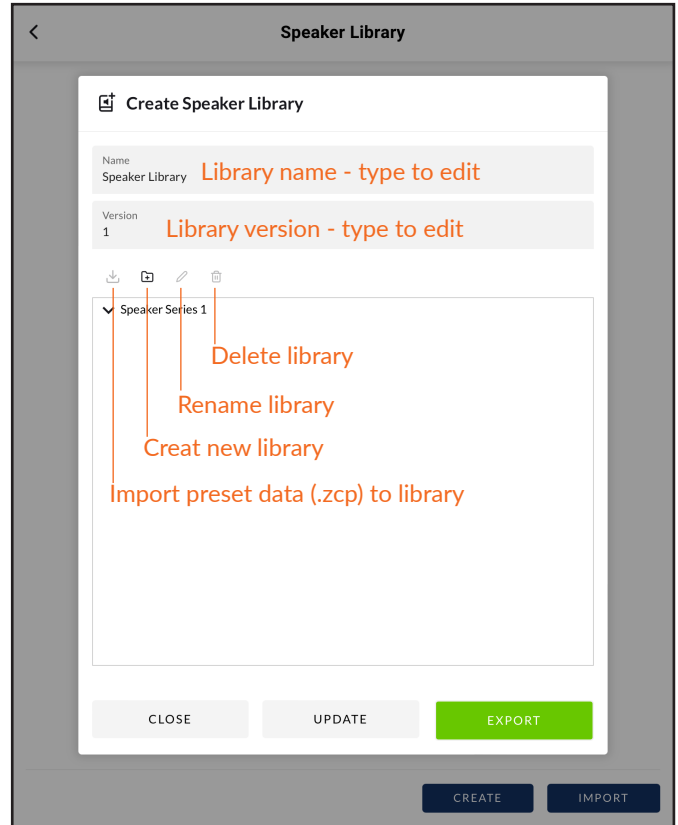 Speaker Library
Create Speaker Library
Name
Speaker Library
Library name - type to edit
Version
1
Library version - type to edit
Speaker Series 1
Delete library
Rename library
Creat new library
Import preset data (.zcp) to library
CLOSE
UPDATE
EXPORT
CREATE
IMPORT